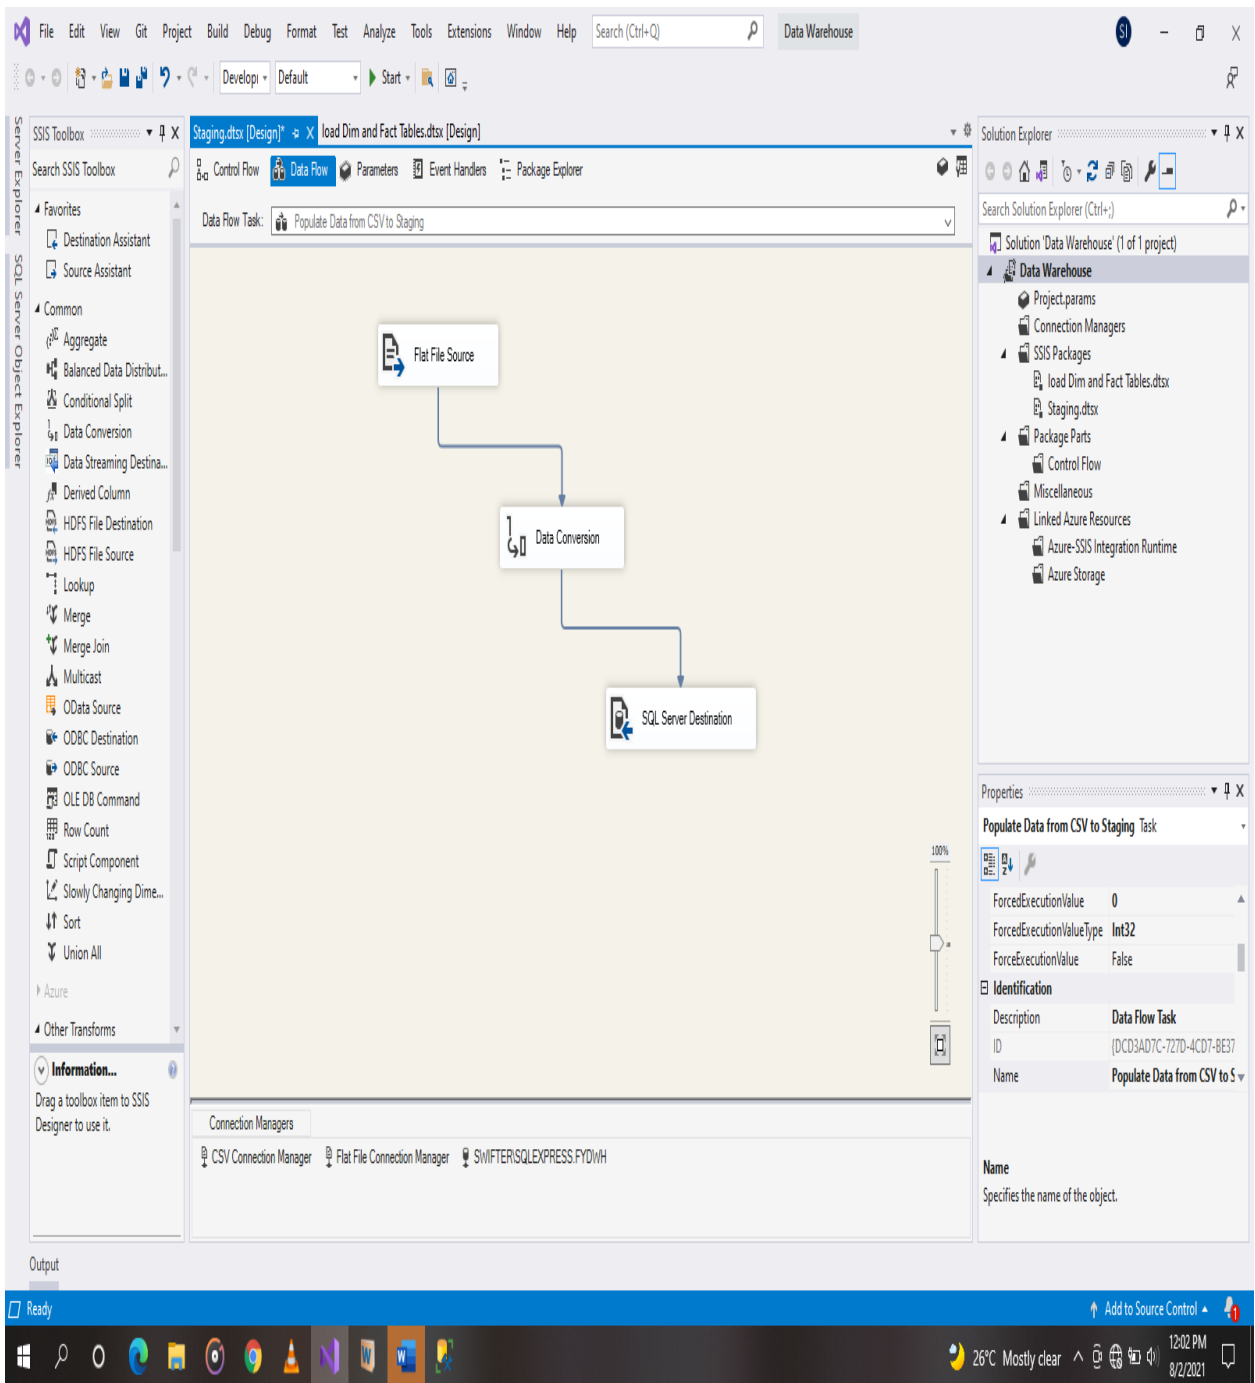 File Edit View Git Project Build Debug Format Test Analyze Tools Extensions Window Help Search (Ctrl+Q) Data Warehouse SI
Develop Default Start
Server Explorer
SQL Server Object Explorer
SSIS Toolbox
Search SSIS Toolbox
Favorites
Destination Assistant
Source Assistant
Common
Aggregate
Balanced Data Distribut...
Conditional Split
Data Conversion
Data Streaming Destina...
Derived Column
HDFS File Destination
HDFS File Source
Lookup
Merge
Merge Join
Multicast
OData Source
ODBC Destination
ODBC Source
OLE DB Command
Row Count
Script Component
Slowly Changing Dime...
Sort
Union All
Azure
Other Transforms
Information...
Drag a toolbox item to SSIS
Designer to use it.
Staging.dtsx [Design]* load Dim and Fact Tables.dtsx [Design]
Control Flow Data Flow Parameters Event Handlers Package Explorer
Data Flow Task: Populate Data from CSV to Staging
Flat File Source
Data Conversion
SQL Server Destination
100%
Connection Managers
CSV Connection Manager Flat File Connection Manager SWIFTER\SQLEXPRESS.FYDWH
Solution Explorer
Search Solution Explorer (Ctrl+;)
Solution 'Data Warehouse' (1 of 1 project)
Data Warehouse
Project.params
Connection Managers
SSIS Packages
load Dim and Fact Tables.dtsx
Staging.dtsx
Package Parts
Control Flow
Miscellaneous
Linked Azure Resources
Azure-SSIS Integration Runtime
Azure Storage
Properties
Populate Data from CSV to Staging Task
ForcedExecutionValue 0
ForcedExecutionValueType Int32
ForceExecutionValue False
Identification
Description Data Flow Task
ID {DCD3AD7C-727D-4CD7-BE37
Name Populate Data from CSV to S
Name
Specifies the name of the object.
Output
Ready Add to Source Control 1
26°C Mostly clear 12:02 PM
8/2/2021